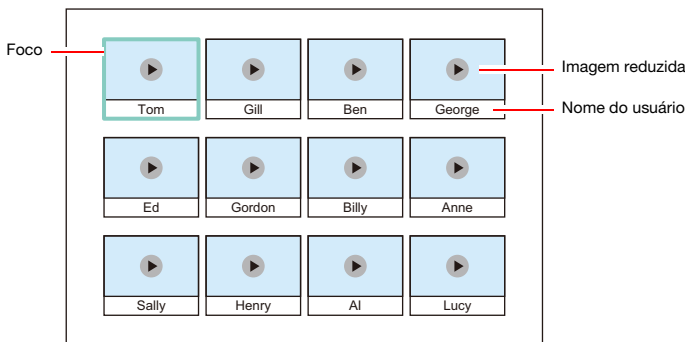 Foco
Imagem reduzida
Tom Gill Ben George
Nome do usuário
Ed Gordon Billy Anne
Sally Henry Al Lucy